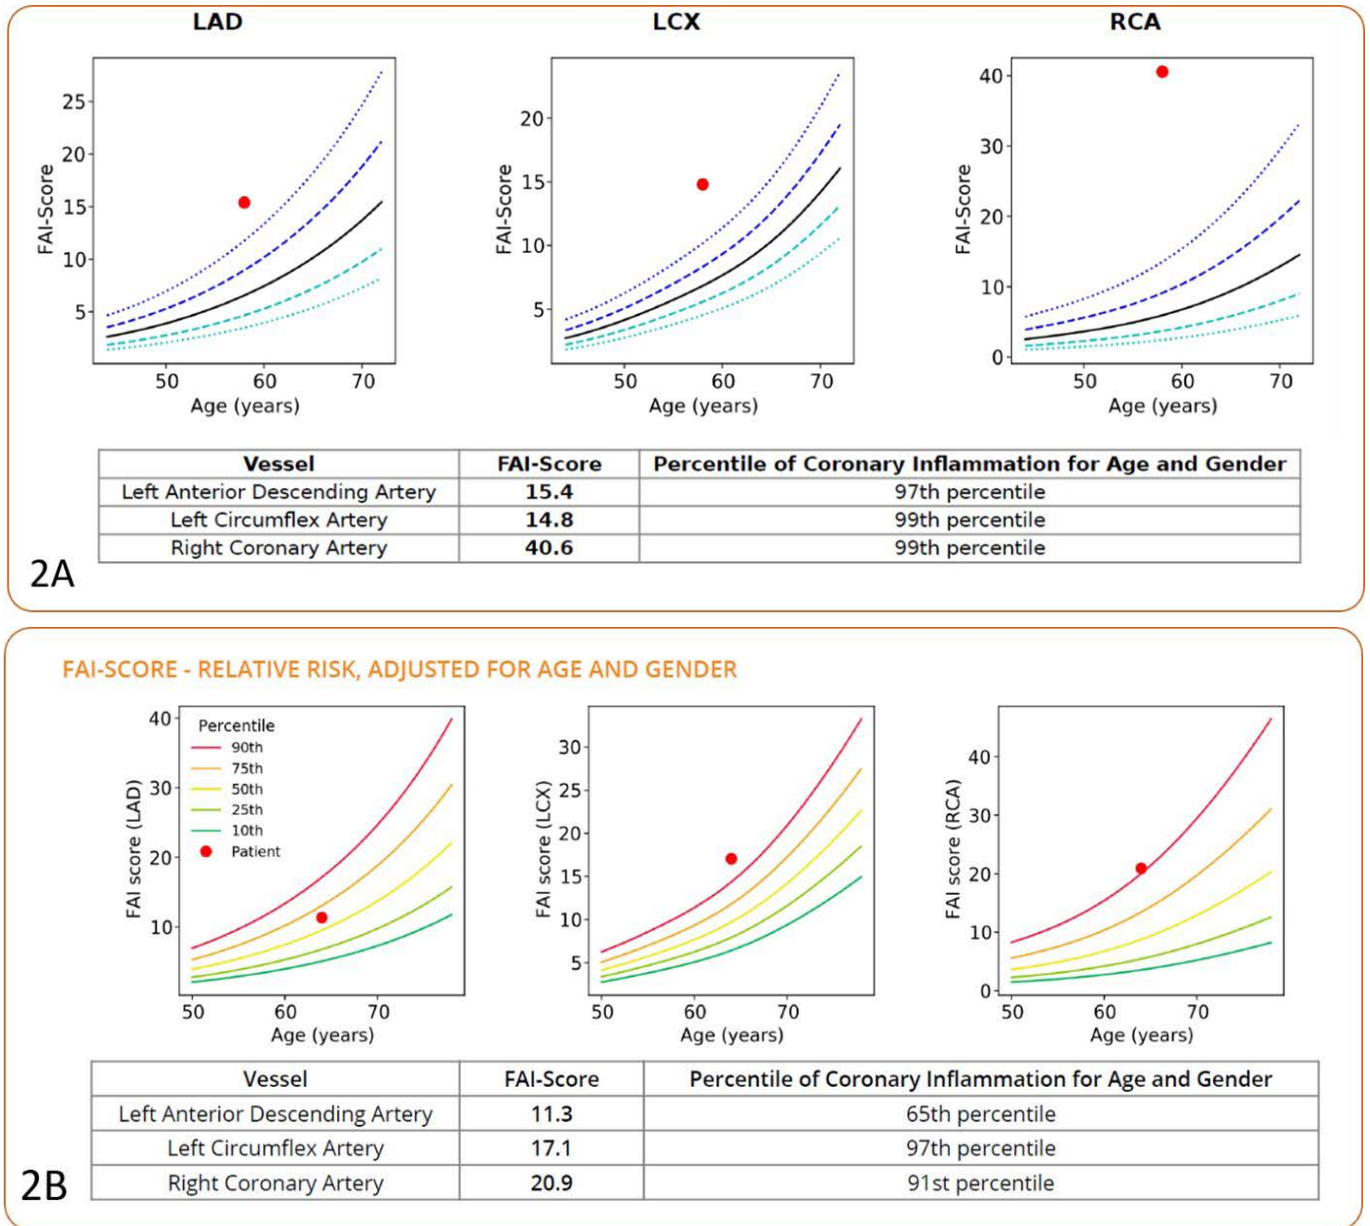 LAD LCX RCA
25
20
15
10
5
FAI-Score
50 60 70
Age (years)
20
15
10
5
FAI-Score
50 60 70
Age (years)
40
30
20
10
0
FAI-Score
50 60 70
Age (years)
Vessel FAI-Score Percentile of Coronary Inflammation for Age and Gender
Left Anterior Descending Artery 15.4 97th percentile
Left Circumflex Artery 14.8 99th percentile
Right Coronary Artery 40.6 99th percentile
2A
FAI-SCORE - RELATIVE RISK, ADJUSTED FOR AGE AND GENDER
40
30
20
10
FAI score (LAD)
Percentile
90th
75th
50th
25th
10th
Patient
50 60 70
Age (years)
30
25
20
15
10
5
FAI score (LCX)
50 60 70
Age (years)
40
30
20
10
0
FAI score (RCA)
50 60 70
Age (years)
Vessel FAI-Score Percentile of Coronary Inflammation for Age and Gender
Left Anterior Descending Artery 11.3 65th percentile
Left Circumflex Artery 17.1 97th percentile
Right Coronary Artery 20.9 91st percentile
2B